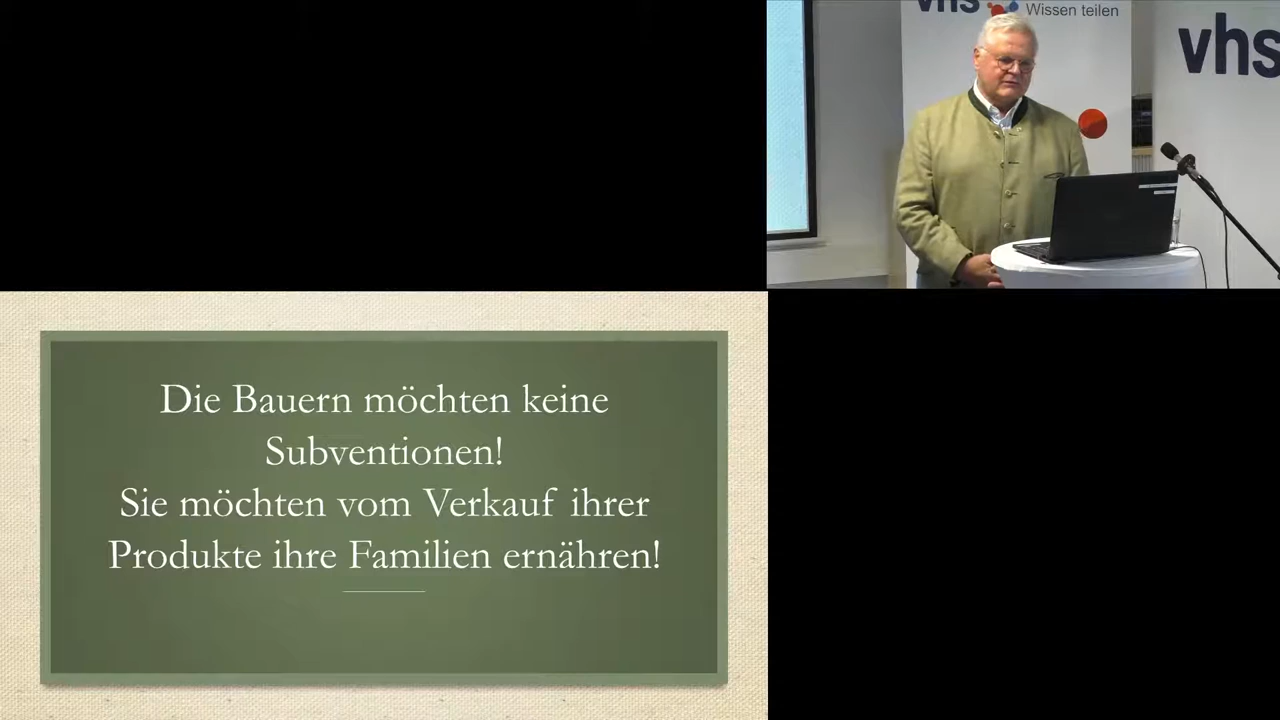 vhs
Wissen teilen
vhs
Die Bauern möchten keine
Subventionen!
Sie möchten vom Verkauf ihrer
Produkte ihre Familien ernähren!